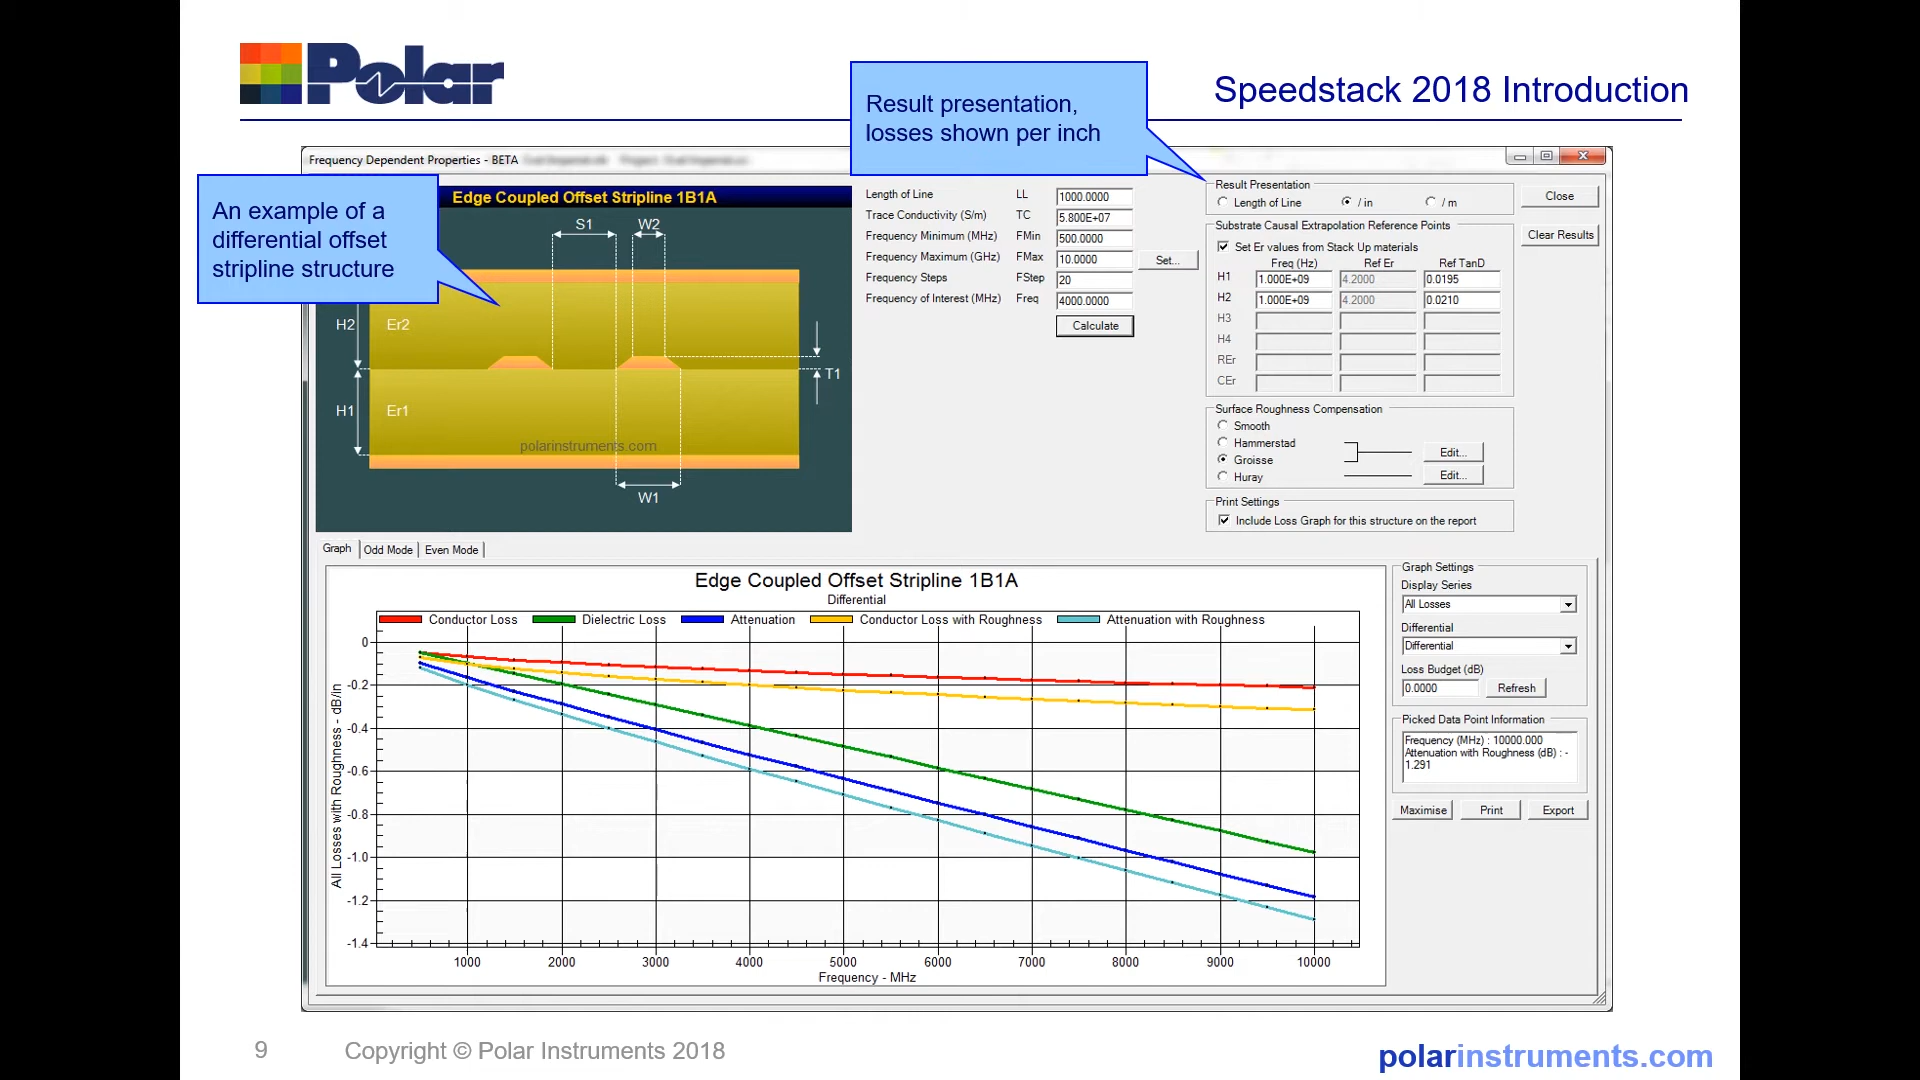 Polar
Speedstack 2018 Introduction
Result presentation,
losses shown per inch
Frequency Dependent Properties - BETA
An example of a
differential offset
stripline structure
Edge Coupled Offset Stripline 1B1A
S1
W2
H2
Er2
T1
H1
Er1
polarinstruments.com
W1
Length of Line LL 1000.0000
Trace Conductivity (S/m) TC 5.800E+07
Frequency Minimum (MHz) FMin 500.0000
Frequency Maximum (GHz) FMax 10.0000 Set...
Frequency Steps FStep 20
Frequency of Interest (MHz) Freq 4000.0000
Calculate
Result Presentation
Length of Line / in / m
Close
Clear Results
Substrate Causal Extrapolation Reference Points
Set Er values from Stack Up materials
Freq (Hz) Ref Er Ref TanD
H1 1.000E+09 4.2000 0.0195
H2 1.000E+09 4.2000 0.0210
H3
H4
REr
CEr
Surface Roughness Compensation
Smooth
Hammerstad
Groisse
Huray
Edit...
Edit...
Print Settings
Include Loss Graph for this structure on the report
Graph Odd Mode Even Mode
Edge Coupled Offset Stripline 1B1A
Differential
Conductor Loss Dielectric Loss Attenuation Conductor Loss with Roughness Attenuation with Roughness
All Losses with Roughness - dB/in
0
-0.2
-0.4
-0.6
-0.8
-1.0
-1.2
-1.4
1000 2000 3000 4000 5000 6000 7000 8000 9000 10000
Frequency - MHz
Graph Settings
Display Series
All Losses
Differential
Differential
Loss Budget (dB)
0.0000 Refresh
Picked Data Point Information
Frequency (MHz) : 10000.000
Attenuation with Roughness (dB) : -
1.291
Maximise Print Export
9 Copyright © Polar Instruments 2018
polarinstruments.com